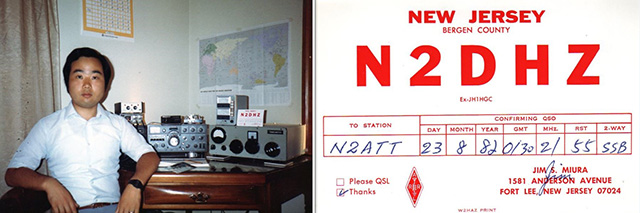 NEW JERSEY
BERGEN COUNTY
N2DHZ
Ex-JH1HGC
CONFIRMING QSO
TO STATION DAY MONTH YEAR GMT MHz RST 2-WAY
N2ATT 23 8 82 0130 21 55 SSB
Please QSL
Thanks
JIM S. MIURA
Jim
1581 ANDERSON AVENUE
FORT LEE, NEW JERSEY 07024
WEHAZ PRINT